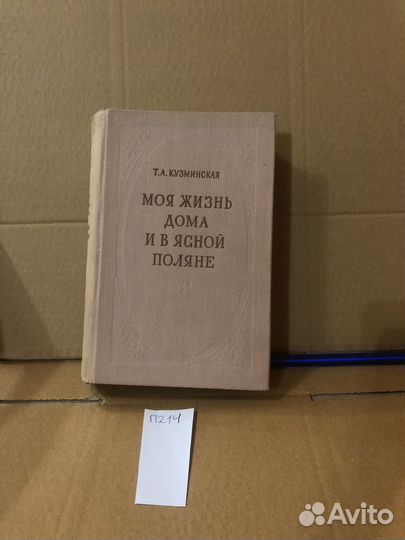 Т.А.КУЗМИНСКАЯ
МОЯ ЖИЗНЬ
ДОМА
И В ЯСНОЙ
ПОЛЯНЕ
П214
Avito